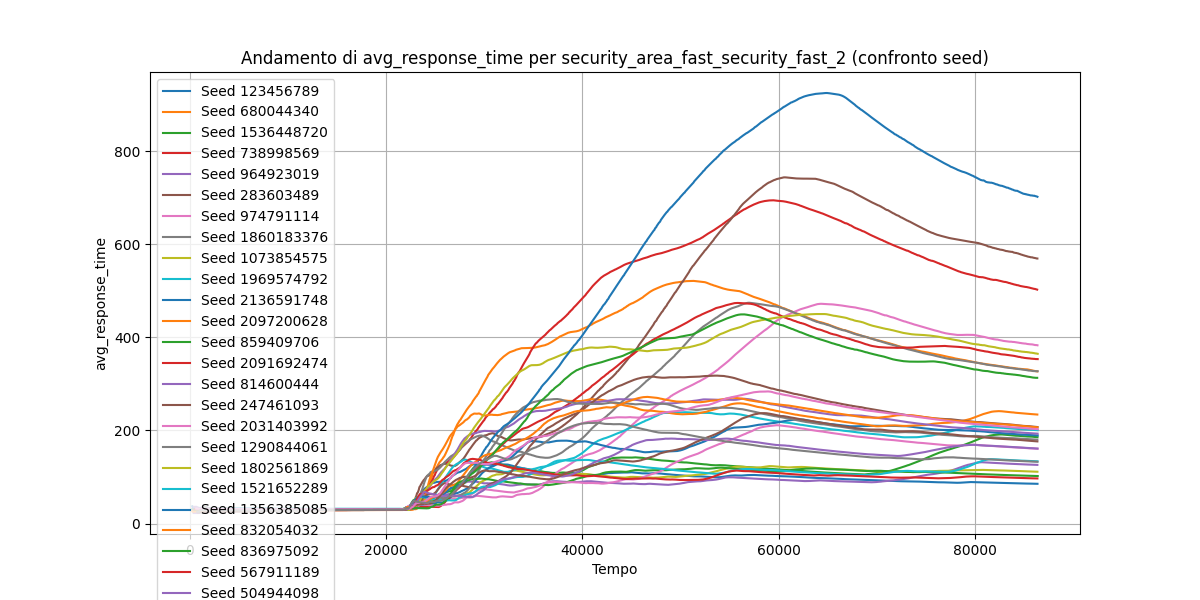 Andamento di avg_response_time per security_area_fast_security_fast_2 (confronto seed)
Seed 123456789
Seed 680044340
Seed 1536448720
Seed 738998569
Seed 964923019
Seed 283603489
Seed 974791114
Seed 1860183376
Seed 1073854575
Seed 1969574792
Seed 2136591748
Seed 2097200628
Seed 859409706
Seed 2091692474
Seed 814600444
Seed 247461093
Seed 2031403992
Seed 1290844061
Seed 1802561869
Seed 1521652289
Seed 1356385085
Seed 832054032
Seed 836975092
Seed 567911189
Seed 504944098
800
600
400
200
0
avg_response_time
0 20000 40000 60000 80000
Tempo